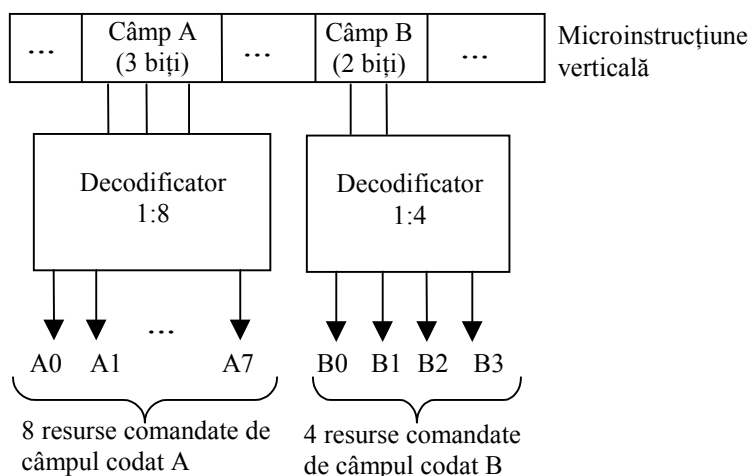 ... Câmp A (3 biți) ... Câmp B (2 biți) ... Microinstrucțiune verticală
Decodificator 1:8
Decodificator 1:4
...
A0 A1 A7 B0 B1 B2 B3
8 resurse comandate de câmpul codat A
4 resurse comandate de câmpul codat B